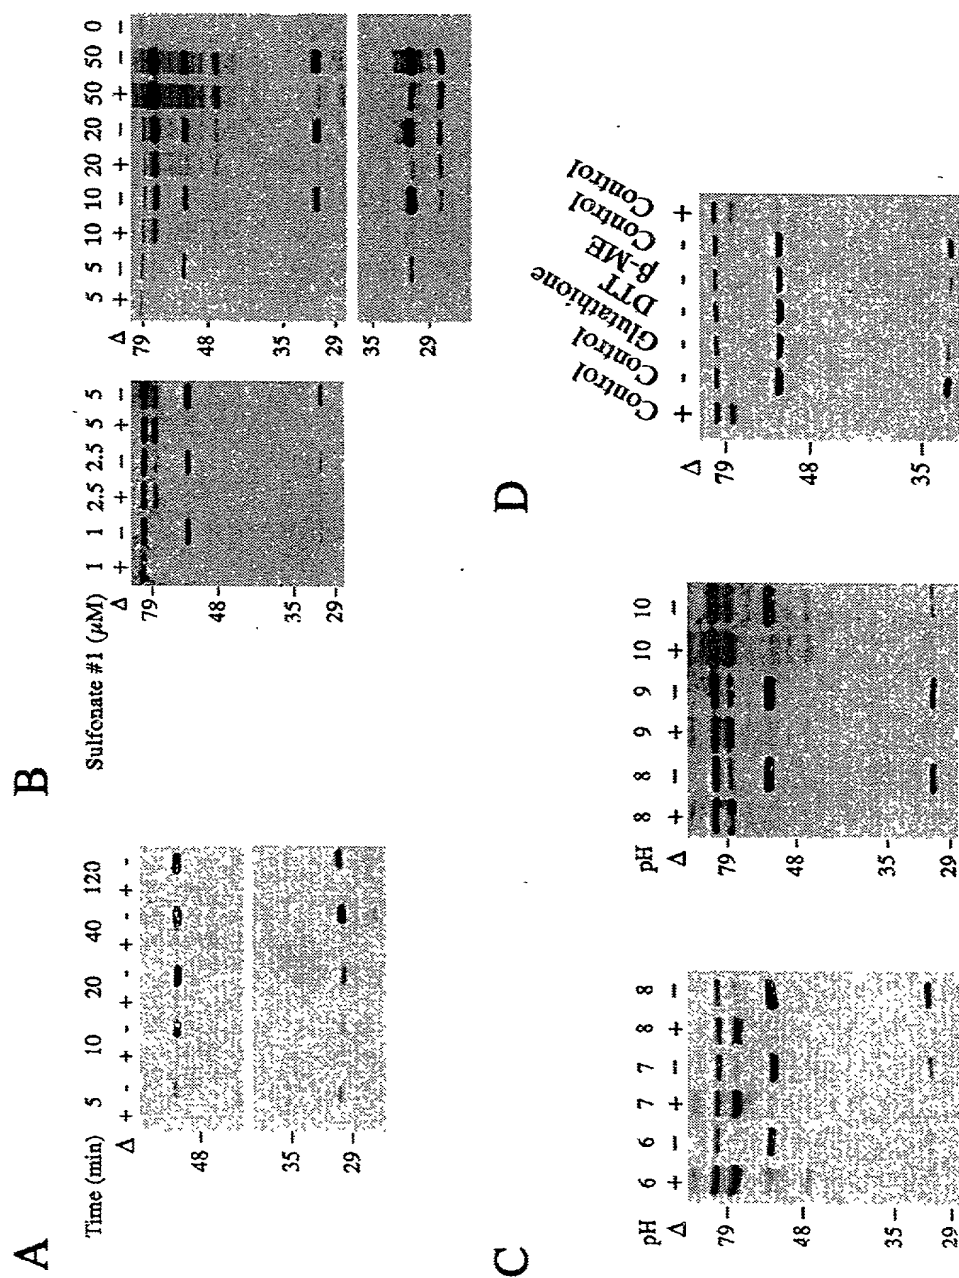 A
Time (min) 5 10 20 40 120
Δ + - + - + - + - + -
48 -
35 -
29 -
B
Sulfonate #1 (μM) 1 1 2.5 2.5 5 5
Δ + − + − + −
79 -
48 -
35 -
29 -
5 5 10 10 20 20 50 50 0
Δ + − + − + − + − −
79 -
48 -
35 -
29 -
35 -
29 -
C
pH 6 6 7 7 8 8
Δ + − + − + −
79 -
48 -
35 -
29 -
pH 8 8 9 9 10 10
Δ + − + − + −
79 -
48 -
35 -
29 -
D
Control Control Glutathione DTT β-ME Control Control
Δ + - - - - - +
79 -
48 -
35 -